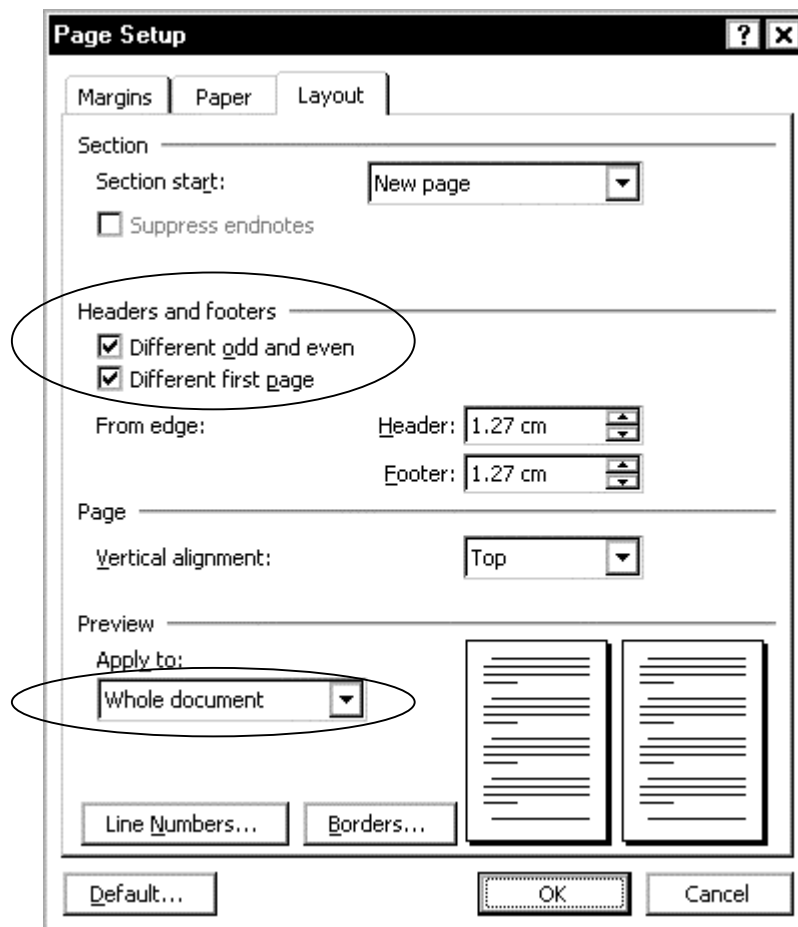 Page Setup
Margins Paper Layout
Section
Section start: New page
Suppress endnotes
Headers and footers
Different odd and even
Different first page
From edge: Header: 1.27 cm
Footer: 1.27 cm
Page
Vertical alignment: Top
Preview
Apply to:
Whole document
Line Numbers... Borders...
Default... OK Cancel